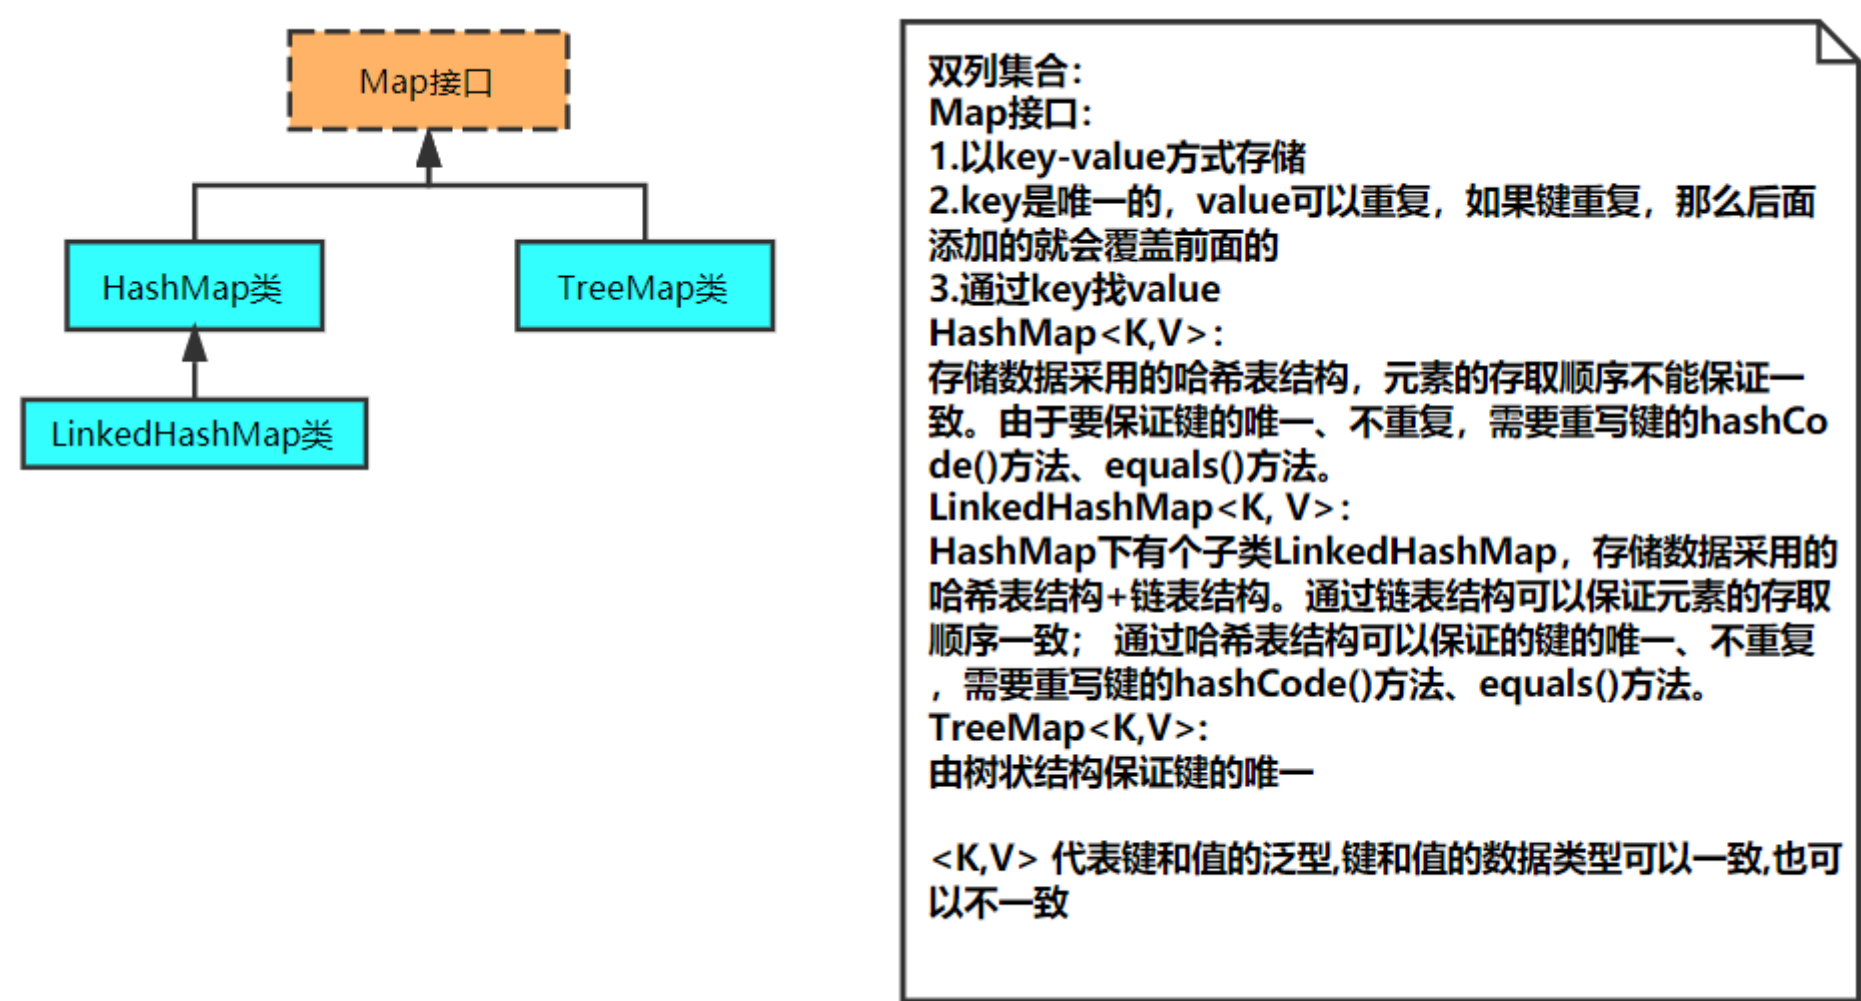 Map接口
HashMap类
TreeMap类
LinkedHashMap类
双列集合：
Map接口：
1.以key-value方式存储
2.key是唯一的，value可以重复，如果键重复，那么后面
添加的就会覆盖前面的
3.通过key找value
HashMap<K,V>：
存储数据采用的哈希表结构，元素的存取顺序不能保证一
致。由于要保证键的唯一、不重复，需要重写键的hashCo
de()方法、equals()方法。
LinkedHashMap<K, V>：
HashMap下有个子类LinkedHashMap，存储数据采用的
哈希表结构+链表结构。通过链表结构可以保证元素的存取
顺序一致； 通过哈希表结构可以保证的键的唯一、不重复
，需要重写键的hashCode()方法、equals()方法。
TreeMap<K,V>:
由树状结构保证键的唯一
<K,V> 代表键和值的泛型,键和值的数据类型可以一致,也可
以不一致